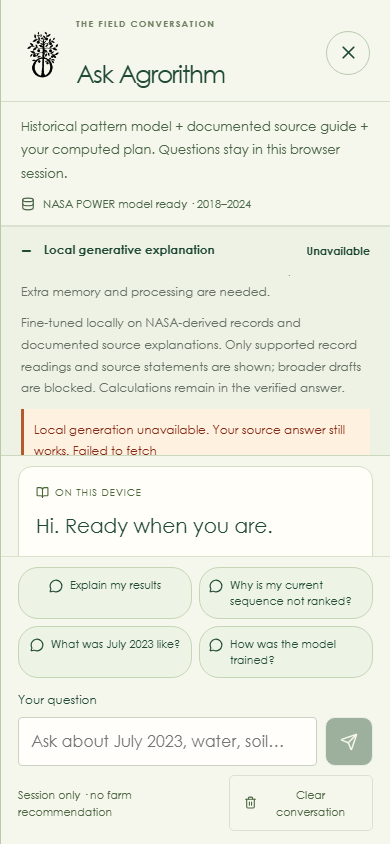 THE FIELD CONVERSATION
Ask Agrorithm
Historical pattern model + documented source guide +
your computed plan. Questions stay in this browser
session.
NASA POWER model ready · 2018–2024
Local generative explanation
Unavailable
Extra memory and processing are needed.
Fine-tuned locally on NASA-derived records and
documented source explanations. Only supported record
readings and source statements are shown; broader drafts
are blocked. Calculations remain in the verified answer.
Local generation unavailable. Your source answer still
works. Failed to fetch
ON THIS DEVICE
Hi. Ready when you are.
Explain my results
Why is my current
sequence not ranked?
What was July 2023 like?
How was the model
trained?
Your question
Ask about July 2023, water, soil...
Session only · no farm
recommendation
Clear
conversation